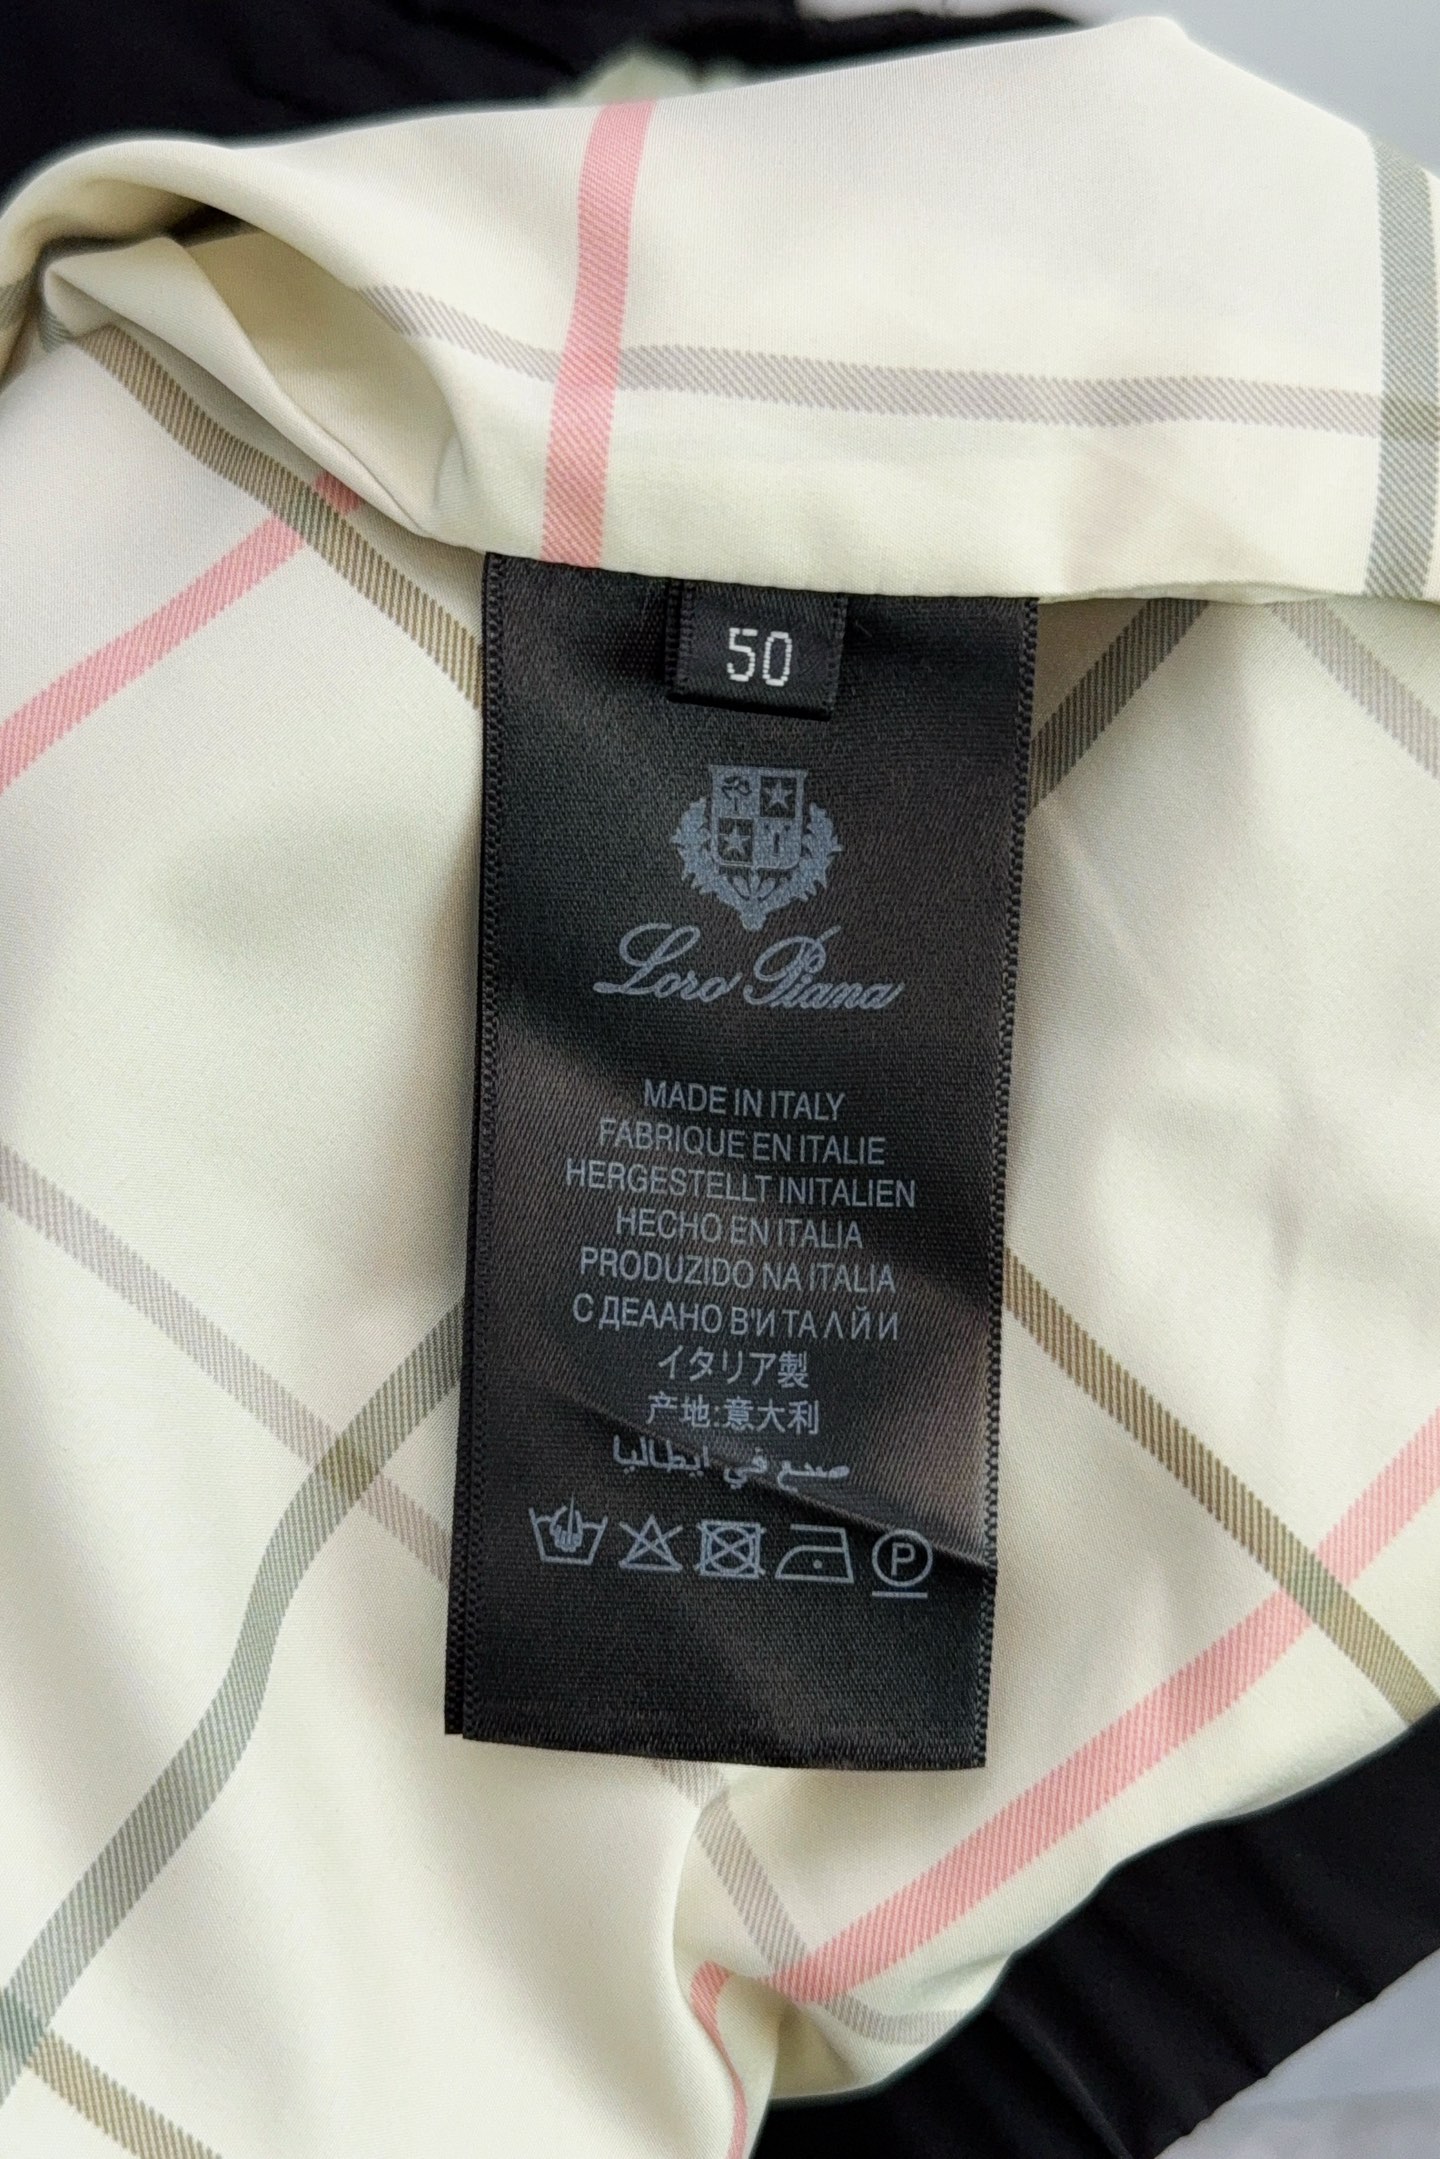 50
Loro Piana
MADE IN ITALY
FABRIQUE EN ITALIE
HERGESTELLT INITALIEN
HECHO EN ITALIA
PRODUZIDO NA ITALIA
С ДЕААНО В"ИТАЛЙИ
イタリア製
产地:意大利
صنع في ايطاليا
P